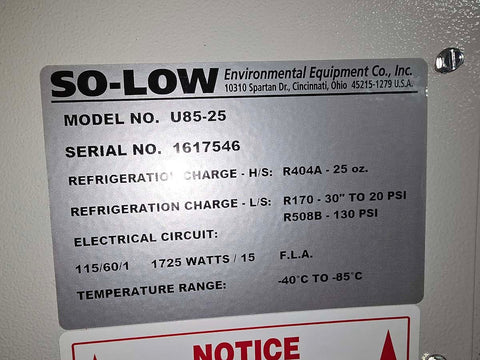 SO-LOW Environmental Equipment Co., Inc.
10310 Spartan Dr., Cincinnati, Ohio 45215-1279 U.S.A.
MODEL NO. U85-25
SERIAL NO. 1617546
REFRIGERATION CHARGE - H/S: R404A - 25 oz.
REFRIGERATION CHARGE - L/S: R170 - 30" TO 20 PSI
R508B - 130 PSI
ELECTRICAL CIRCUIT:
115/60/1 1725 WATTS / 15 F.L.A.
TEMPERATURE RANGE: -40°C TO -85°C
NOTICE